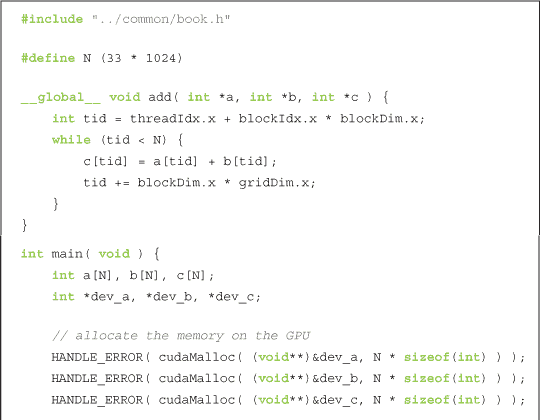 #include "../common/book.h"
#define N (33 * 1024)
__global__ void add( int *a, int *b, int *c ) {
    int tid = threadIdx.x + blockIdx.x * blockDim.x;
    while (tid < N) {
        c[tid] = a[tid] + b[tid];
        tid += blockDim.x * gridDim.x;
    }
}
int main( void ) {
    int a[N], b[N], c[N];
    int *dev_a, *dev_b, *dev_c;
    // allocate the memory on the GPU
    HANDLE_ERROR( cudaMalloc( (void**)&dev_a, N * sizeof(int) ) );
    HANDLE_ERROR( cudaMalloc( (void**)&dev_b, N * sizeof(int) ) );
    HANDLE_ERROR( cudaMalloc( (void**)&dev_c, N * sizeof(int) ) );